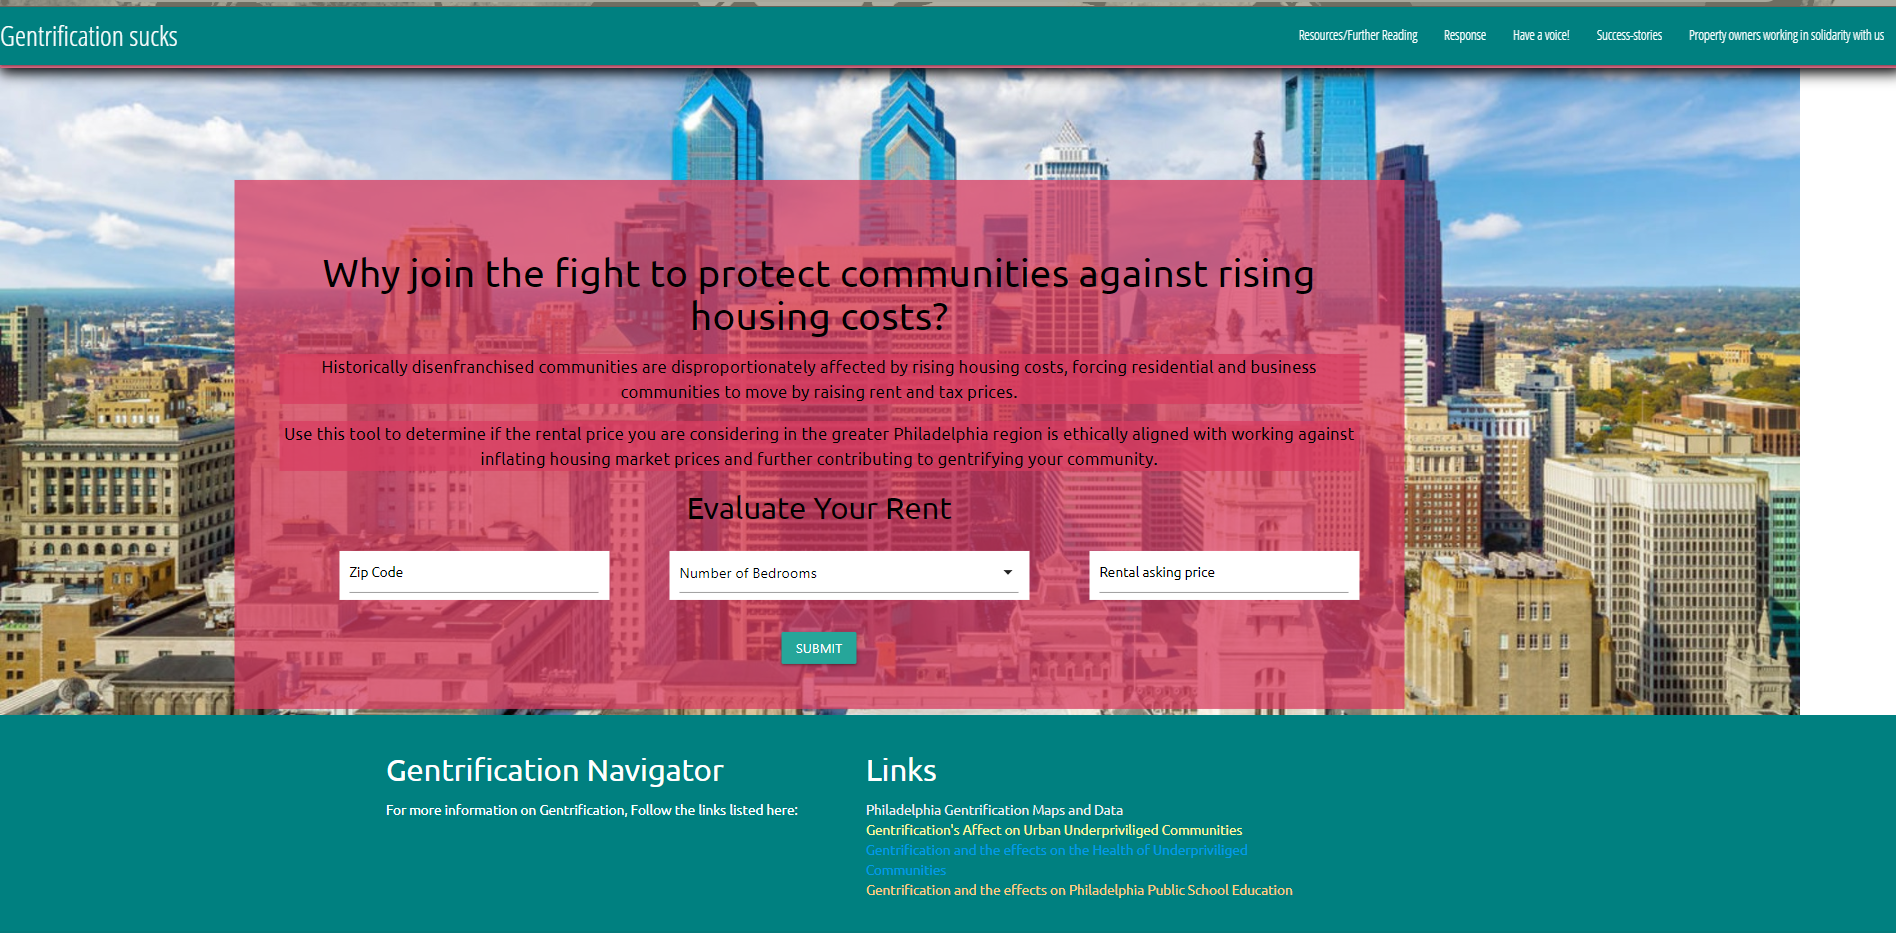 Gentrification sucks
Resources/Further Reading Response Have a voice! Success-stories Property owners working in solidarity with us
Why join the fight to protect communities against rising
housing costs?
Historically disenfranchised communities are disproportionately affected by rising housing costs, forcing residential and business
communities to move by raising rent and tax prices.
Use this tool to determine if the rental price you are considering in the greater Philadelphia region is ethically aligned with working against
inflating housing market prices and further contributing to gentrifying your community.
Evaluate Your Rent
Zip Code
Number of Bedrooms
Rental asking price
SUBMIT
Gentrification Navigator
For more information on Gentrification, Follow the links listed here:
Links
Philadelphia Gentrification Maps and Data
Gentrification's Affect on Urban Underpriviliged Communities
Gentrification and the effects on the Health of Underpriviliged
Communities
Gentrification and the effects on Philadelphia Public School Education